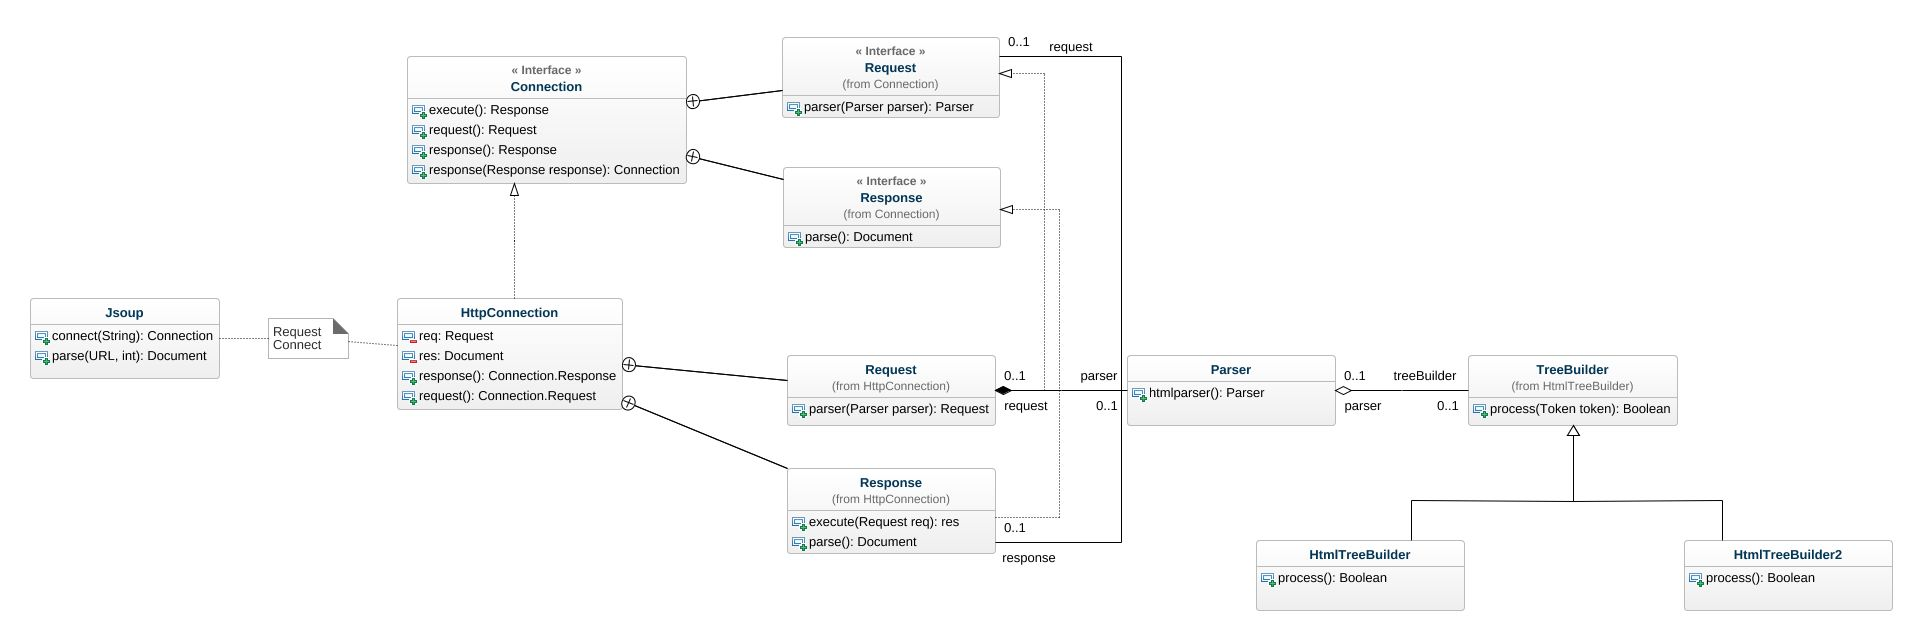 « Interface »
Connection
execute(): Response
request(): Request
response(): Response
response(Response response): Connection
« Interface »
Request
(from Connection)
parser(Parser parser): Parser
0..1
request
« Interface »
Response
(from Connection)
parse(): Document
Jsoup
connect(String): Connection
parse(URL, int): Document
Request
Connect
HttpConnection
req: Request
res: Document
response(): Connection.Response
request(): Connection.Request
Request
(from HttpConnection)
parser(Parser parser): Request
0..1
request
parser
0..1
Parser
htmlparser(): Parser
0..1
parser
treeBuilder
0..1
TreeBuilder
(from HtmlTreeBuilder)
process(Token token): Boolean
Response
(from HttpConnection)
execute(Request req): res
parse(): Document
0..1
response
HtmlTreeBuilder
process(): Boolean
HtmlTreeBuilder2
process(): Boolean